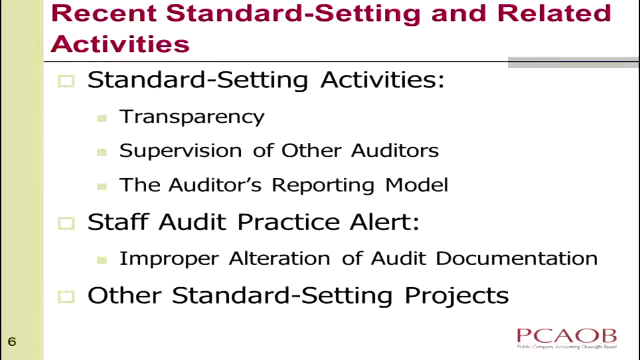 Recent Standard-Setting and Related
Activities
Standard-Setting Activities:
Transparency
Supervision of Other Auditors
The Auditor's Reporting Model
Staff Audit Practice Alert:
Improper Alteration of Audit Documentation
Other Standard-Setting Projects
6
PCAOB
Public Company Accounting Oversight Board